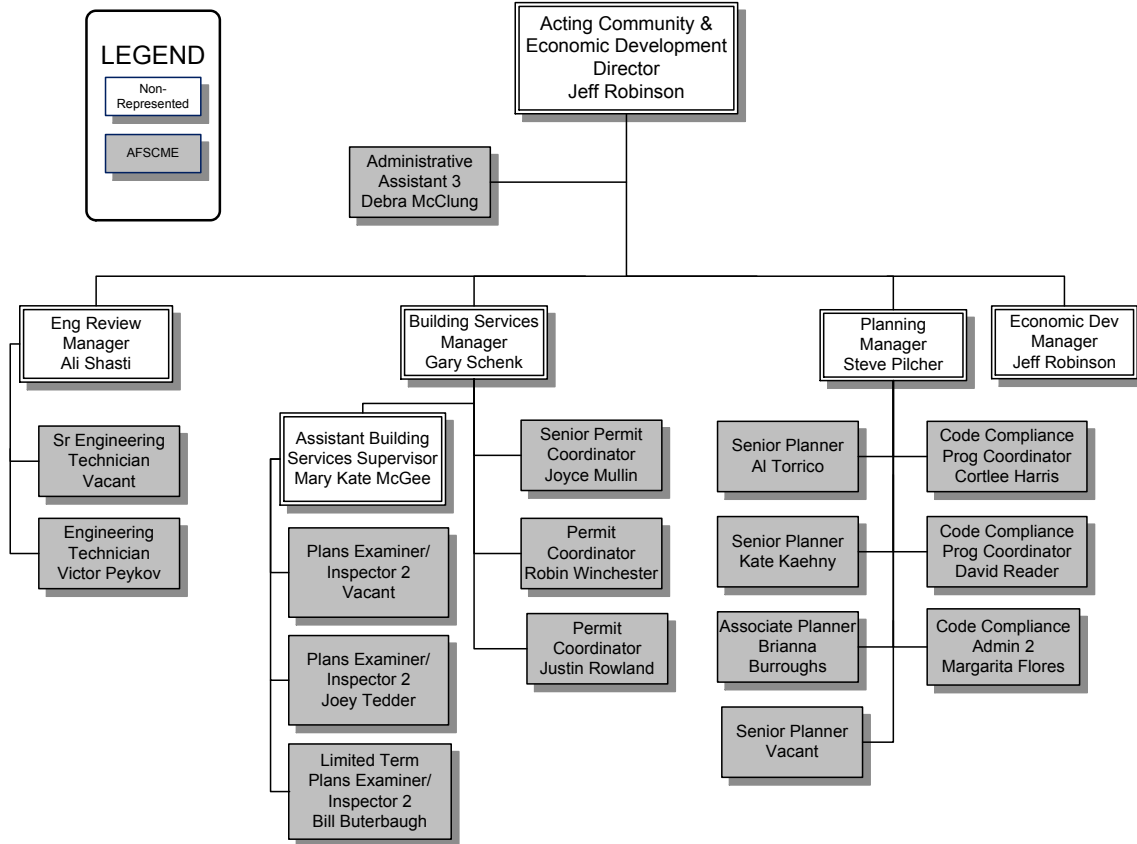 LEGEND
Non-
Represented
AFSCME
Acting Community &
Economic Development
Director
Jeff Robinson
Administrative
Assistant 3
Debra McClung
Eng Review
Manager
Ali Shasti
Sr Engineering
Technician
Vacant
Engineering
Technician
Victor Peykov
Building Services
Manager
Gary Schenk
Assistant Building
Services Supervisor
Mary Kate McGee
Plans Examiner/
Inspector 2
Vacant
Plans Examiner/
Inspector 2
Joey Tedder
Limited Term
Plans Examiner/
Inspector 2
Bill Buterbaugh
Senior Permit
Coordinator
Joyce Mullin
Permit
Coordinator
Robin Winchester
Permit
Coordinator
Justin Rowland
Planning
Manager
Steve Pilcher
Senior Planner
Al Torrico
Senior Planner
Kate Kaehny
Associate Planner
Brianna
Burroughs
Senior Planner
Vacant
Code Compliance
Prog Coordinator
Cortlee Harris
Code Compliance
Prog Coordinator
David Reader
Code Compliance
Admin 2
Margarita Flores
Economic Dev
Manager
Jeff Robinson